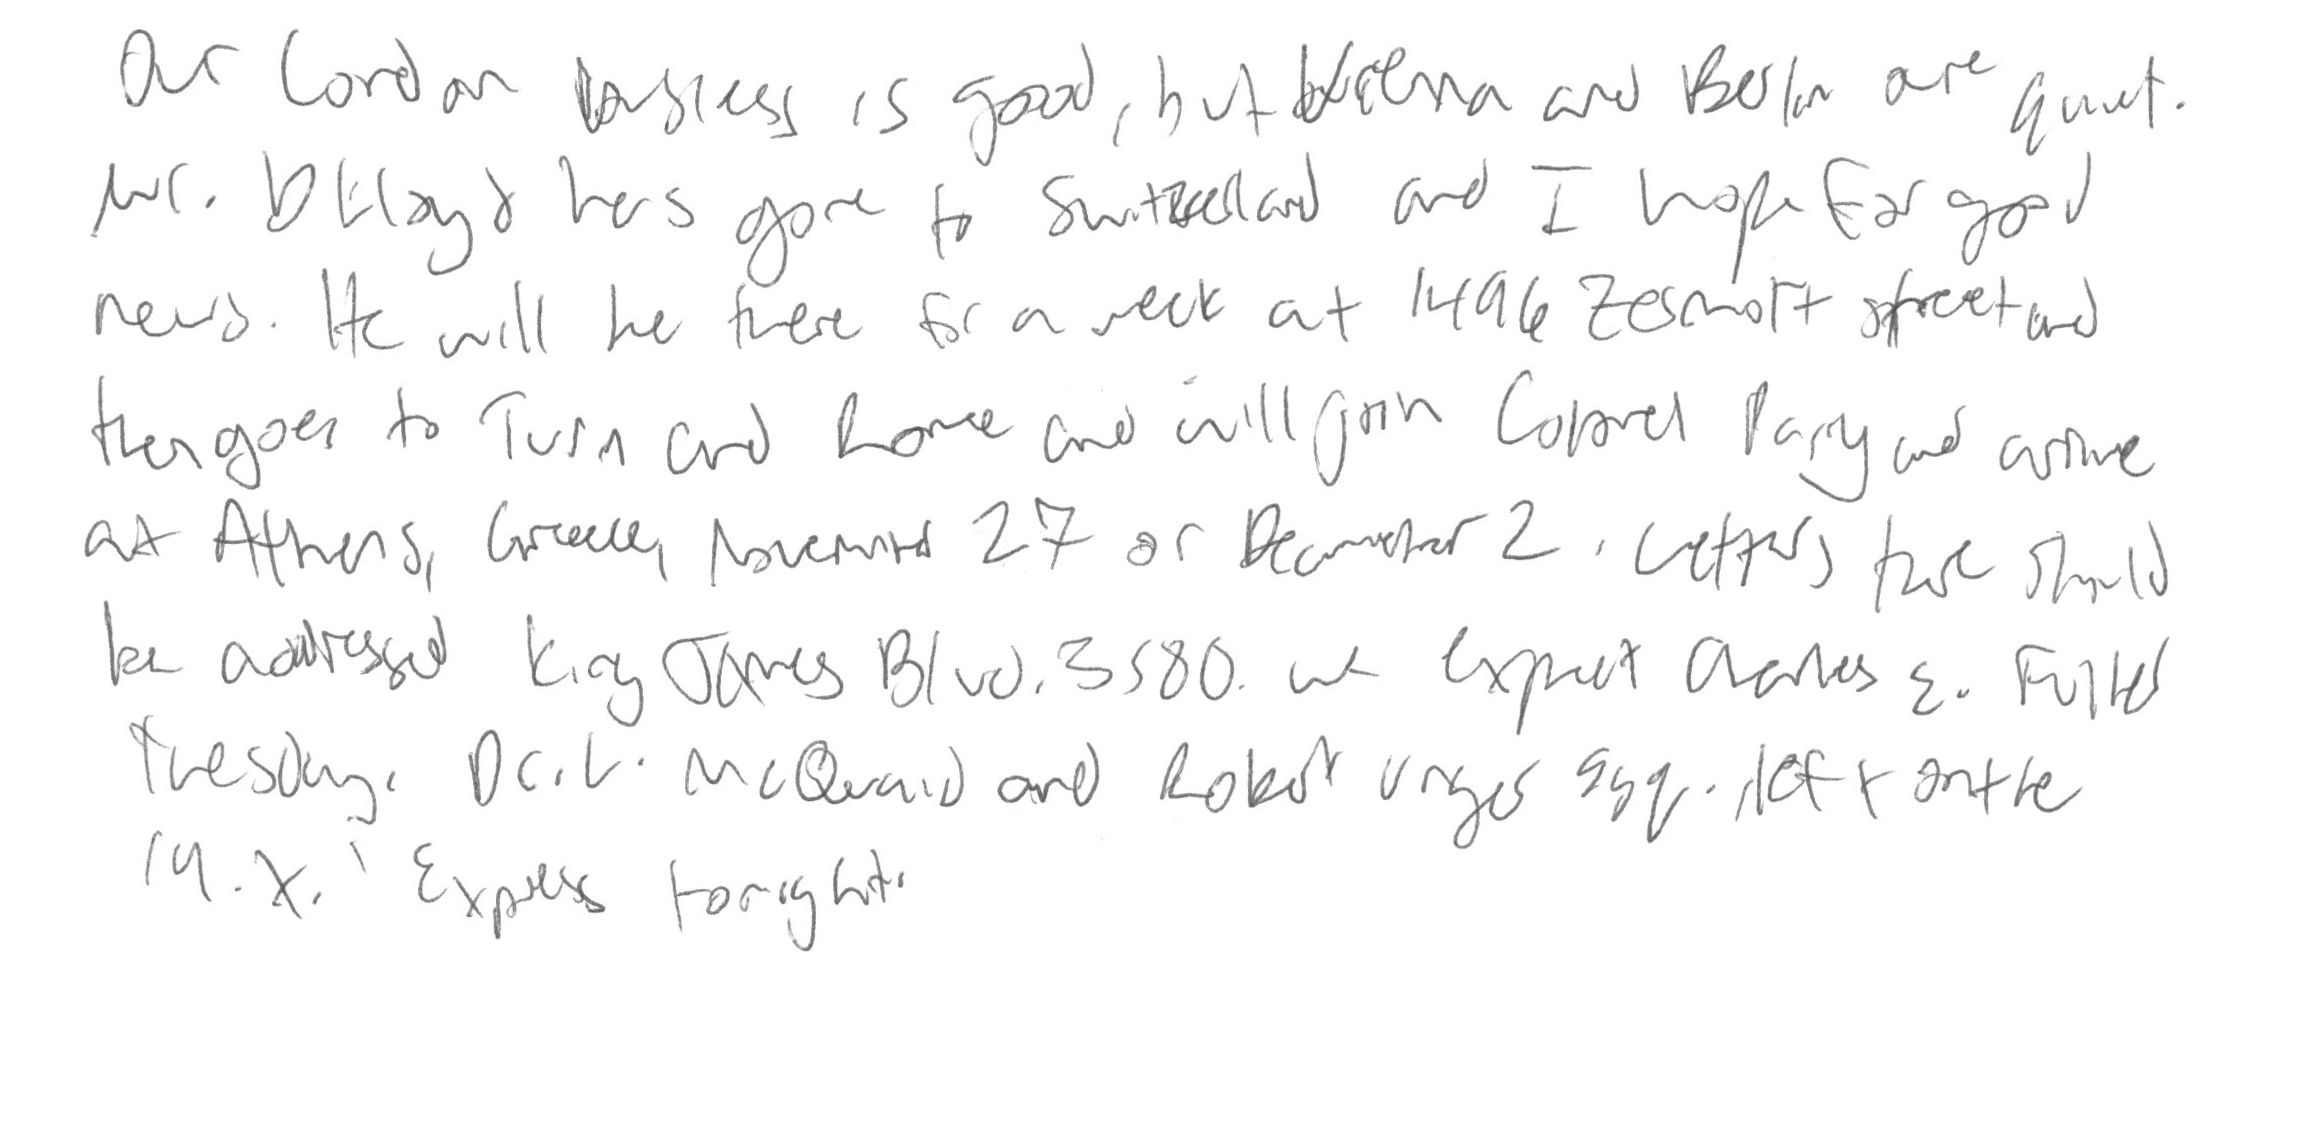 Our London business is good, but Vienna and Berlin are quiet.
Mr. D Lloyd has gone to Switzerland and I hope for good
news. He will be there for a week at 1496 Zermott street and
then goes to Turin and Rome and will join Colonel Parry and arrive
at Athens, Greece, November 27 or December 2. Letters there should
be addressed King James Blvd. 3580. We expect Charles E. Fuller
Tuesday. Dr. L. McQuaid and Robert Unger Esq. left on the
'Y.X.' Express tonight.